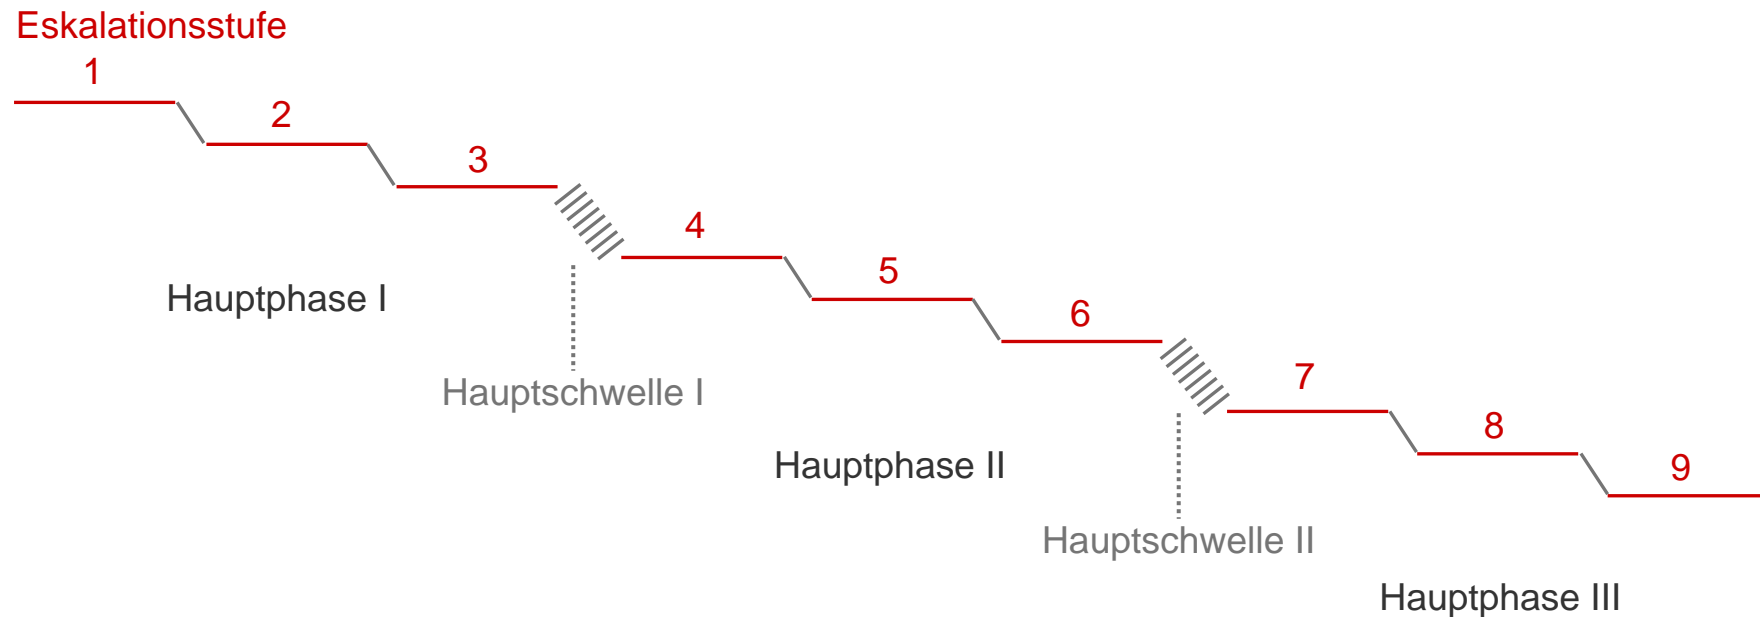 Eskalationsstufe
1
2
3
4
5
6
7
8
9
Hauptphase I
Hauptschwelle I
Hauptphase II
Hauptschwelle II
Hauptphase III